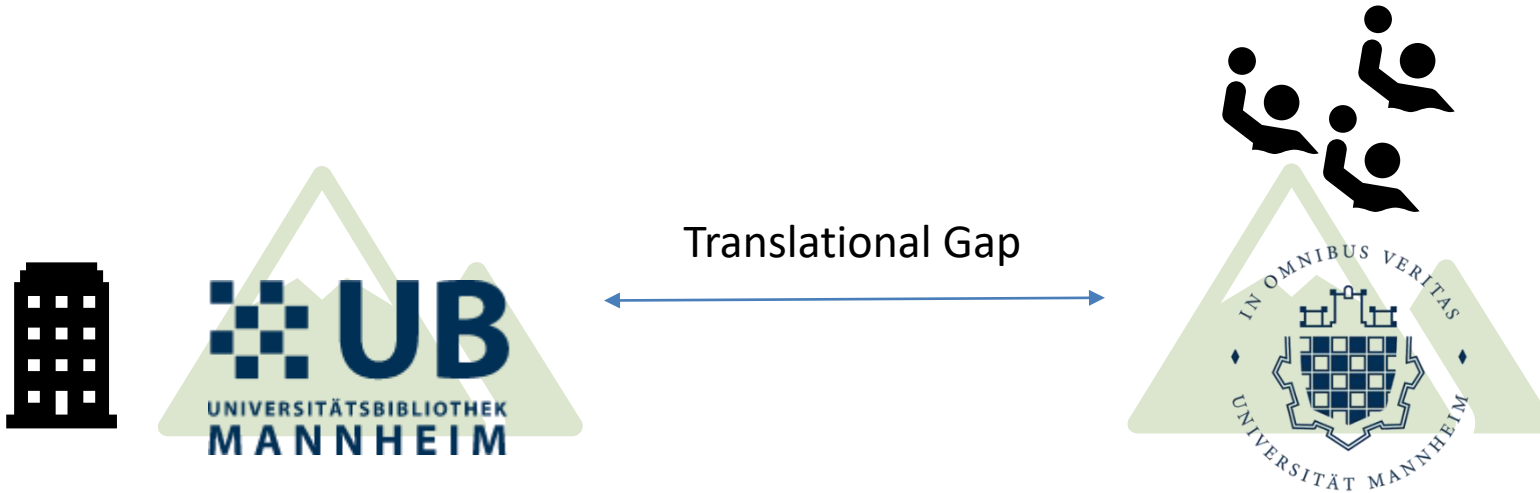 Translational Gap
UB
UNIVERSITÄTSBIBLIOTHEK
MANNHEIM
IN OMNIBUS VERITAS
UNIVERSITÄT MANNHEIM